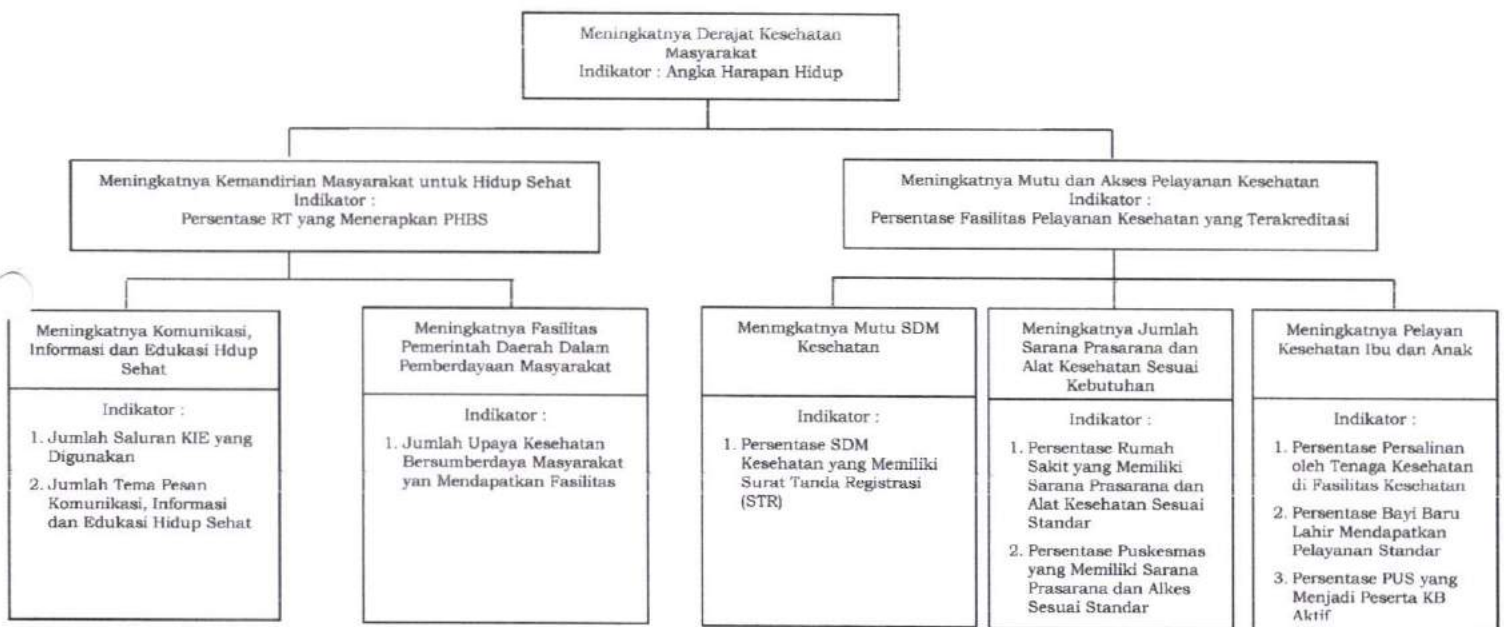 Meningkatnya Derajat Kesehatan
Masyarakat
Indikator : Angka Harapan Hidup
Meningkatnya Kemandirian Masyarakat untuk Hidup Sehat
Indikator :
Persentase RT yang Menerapkan PHBS
Meningkatnya Mutu dan Akses Pelayanan Kesehatan
Indikator :
Persentase Fasilitas Pelayanan Kesehatan yang Terakreditasi
Meningkatnya Komunikasi,
Informasi dan Edukasi Hdup
Sehat
Indikator :
1. Jumlah Saluran KIE yang
Digunakan
2. Jumlah Tema Pesan
Komunikasi, Informasi
dan Edukasi Hidup Sehat
Meningkatnya Fasilitas
Pemerintah Daerah Dalam
Pemberdayaan Masyarakat
Indikator :
1. Jumlah Upaya Kesehatan
Bersumberdaya Masyarakat
yan Mendapatkan Fasilitas
Menmgkatnya Mutu SDM
Kesehatan
Indikator :
1. Persentase SDM
Kesehatan yang Memiliki
Surat Tanda Registrasi
(STR)
Meningkatnya Jumlah
Sarana Prasarana dan
Alat Kesehatan Sesuai
Kebutuhan
Indikator :
1. Persentase Rumah
Sakit yang Memiliki
Sarana Prasarana dan
Alat Kesehatan Sesuai
Standar
2. Persentase Puskesmas
yang Memiliki Sarana
Prasarana dan Alkes
Sesuai Standar
Meningkatnya Pelayan
Kesehatan Ibu dan Anak
Indikator :
1. Persentase Persalinan
oleh Tenaga Kesehatan
di Fasilitas Kesehatan
2. Persentase Bayi Baru
Lahir Mendapatkan
Pelayanan Standar
3. Persentase PUS yang
Menjadi Peserta KB
Aktif